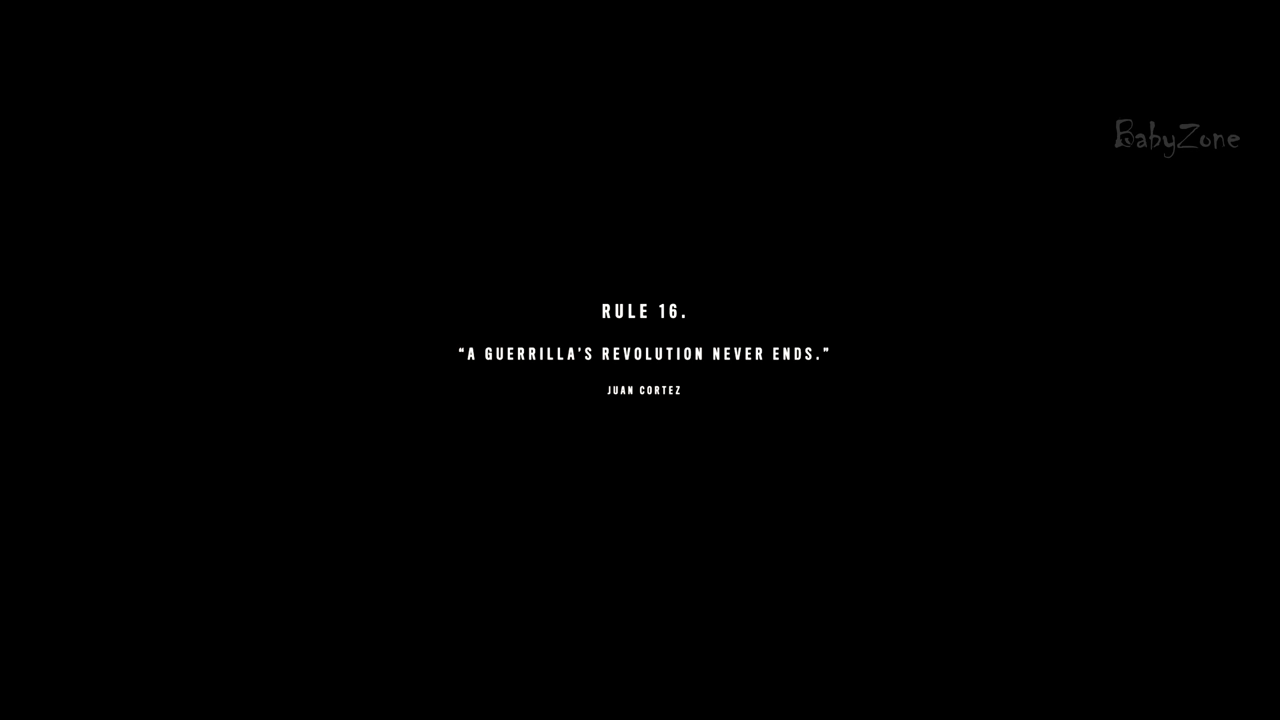 BabyZone
RULE 16.
“A GUERRILLA’S REVOLUTION NEVER ENDS.”
JUAN CORTEZ